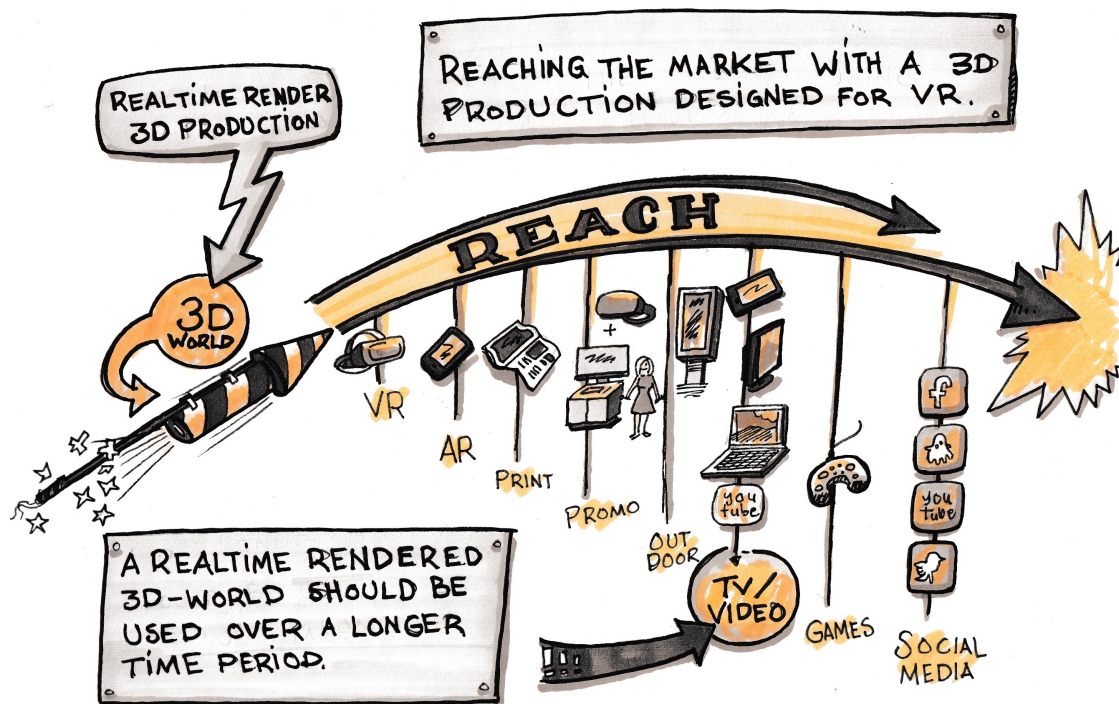 REALTIME RENDER
3D PRODUCTION
REACHING THE MARKET WITH A 3D
PRODUCTION DESIGNED FOR VR.
REACH
3D
WORLD
VR
AR
PRINT
PROMO
+
OUT
DOOR
you
tube
TV/
VIDEO
GAMES
f
you
tube
SOCIAL
MEDIA
A REALTIME RENDERED
3D-WORLD SHOULD BE
USED OVER A LONGER
TIME PERIOD.